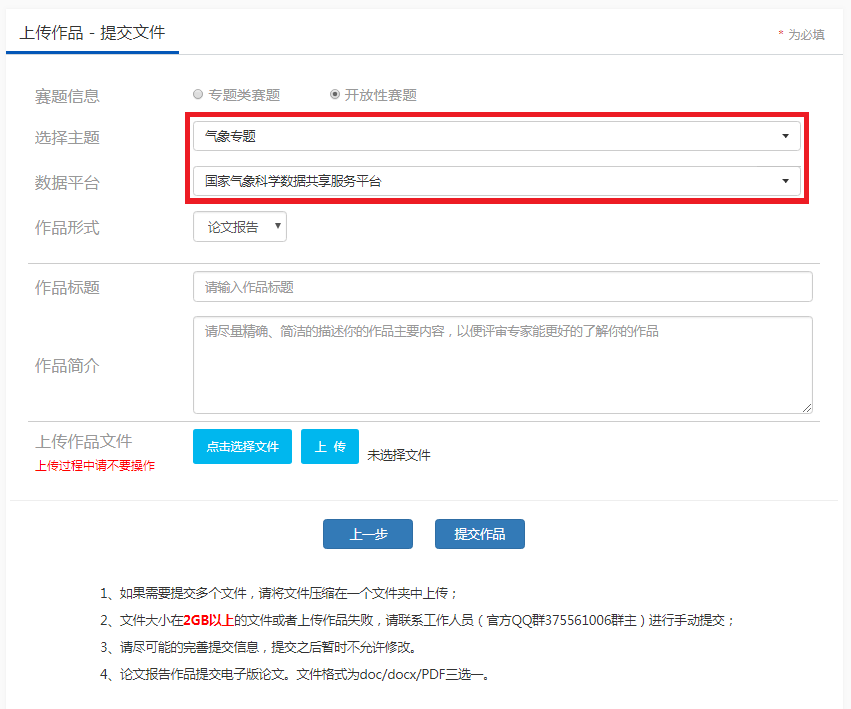 上传作品 - 提交文件
* 为必填
赛题信息 专题类赛题 开放性赛题
选择主题 气象专题
数据平台 国家气象科学数据共享服务平台
作品形式 论文报告
作品标题 请输入作品标题
请尽量精确、简洁的描述你的作品主要内容，以便评审专家能更好的了解你的作品
作品简介
上传作品文件 点击选择文件 上 传 未选择文件
上传过程中请不要操作
上一步 提交作品
1、如果需要提交多个文件，请将文件压缩在一个文件夹中上传；
2、文件大小在2GB以上的文件或者上传作品失败，请联系工作人员（官方QQ群375561006群主）进行手动提交；
3、请尽可能的完善提交信息，提交之后暂时不允许修改。
4、论文报告作品提交电子版论文。文件格式为doc/docx/PDF三选一。